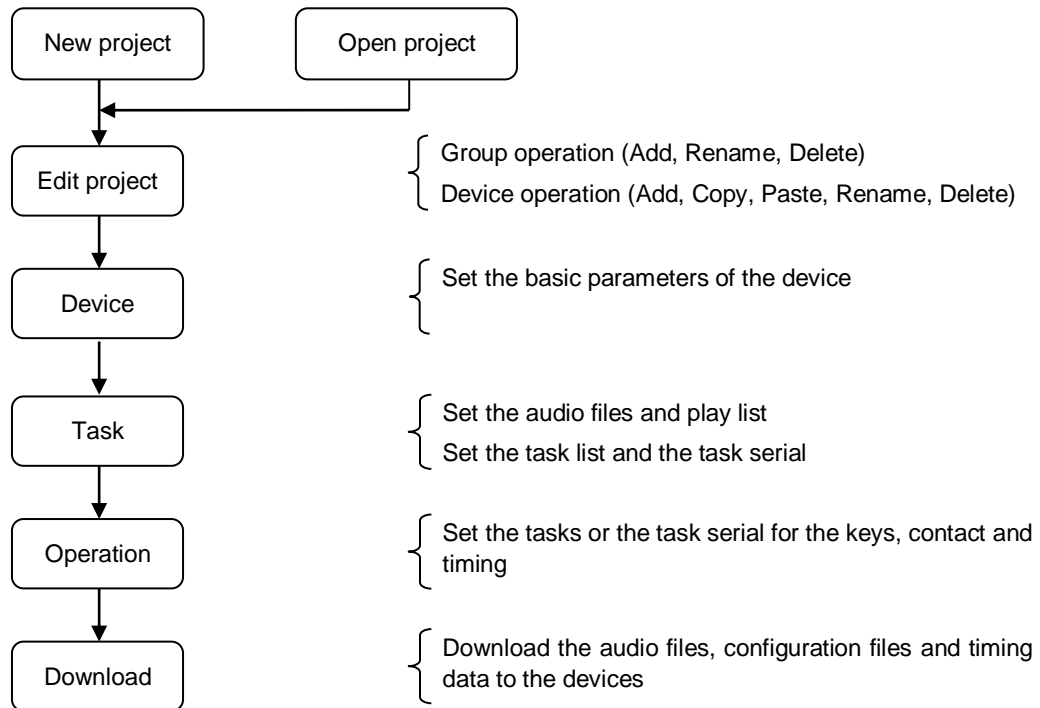 New project
Open project
Edit project
Group operation (Add, Rename, Delete)
Device operation (Add, Copy, Paste, Rename, Delete)
Device
Set the basic parameters of the device
Task
Set the audio files and play list
Set the task list and the task serial
Operation
Set the tasks or the task serial for the keys, contact and
timing
Download
Download the audio files, configuration files and timing
data to the devices